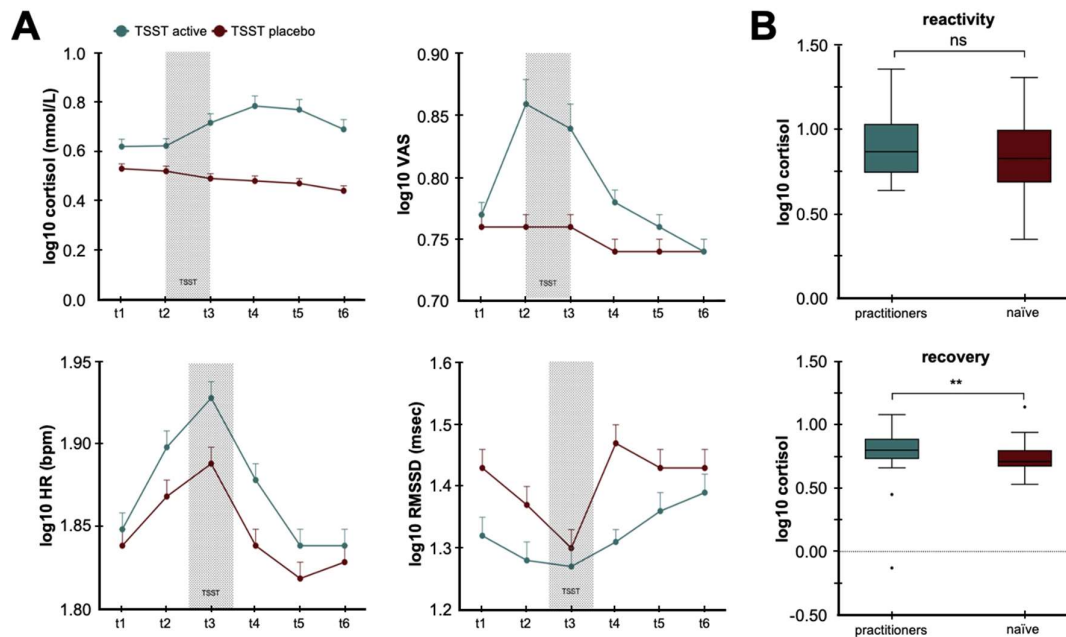 A
TSST active TSST placebo
log10 cortisol (nmol/L)
1.0
0.8
0.6
0.4
0.2
0.0
TSST
t1 t2 t3 t4 t5 t6
log10 VAS
0.90
0.85
0.80
0.75
0.70
TSST
t1 t2 t3 t4 t5 t6
log10 HR (bpm)
1.95
1.90
1.85
1.80
TSST
t1 t2 t3 t4 t5 t6
log10 RMSSD (msec)
1.6
1.5
1.4
1.3
1.2
TSST
t1 t2 t3 t4 t5 t6
B
reactivity
ns
log10 cortisol
1.50
1.00
0.50
0.00
practitioners naïve
recovery
**
log10 cortisol
1.50
1.00
0.50
0.00
-0.50
practitioners naïve